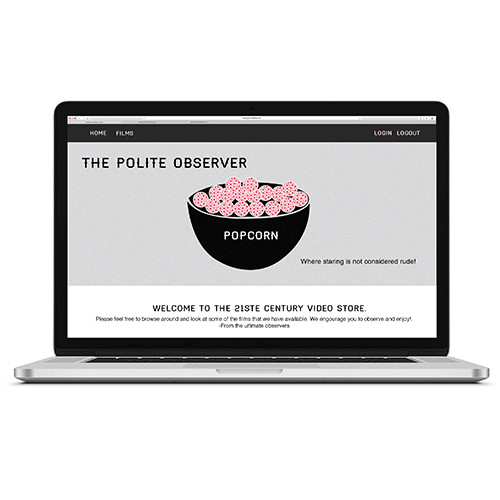 HOME FILMS LOGIN LOGOUT
THE POLITE OBSERVER
POPCORN
Where staring is not considered rude!
WELCOME TO THE 21STE CENTURY VIDEO STORE.
Please feel free to browse around and look at some of the films that we have available. We engourage you to observe and enjoy!.
-From the ultimate observers